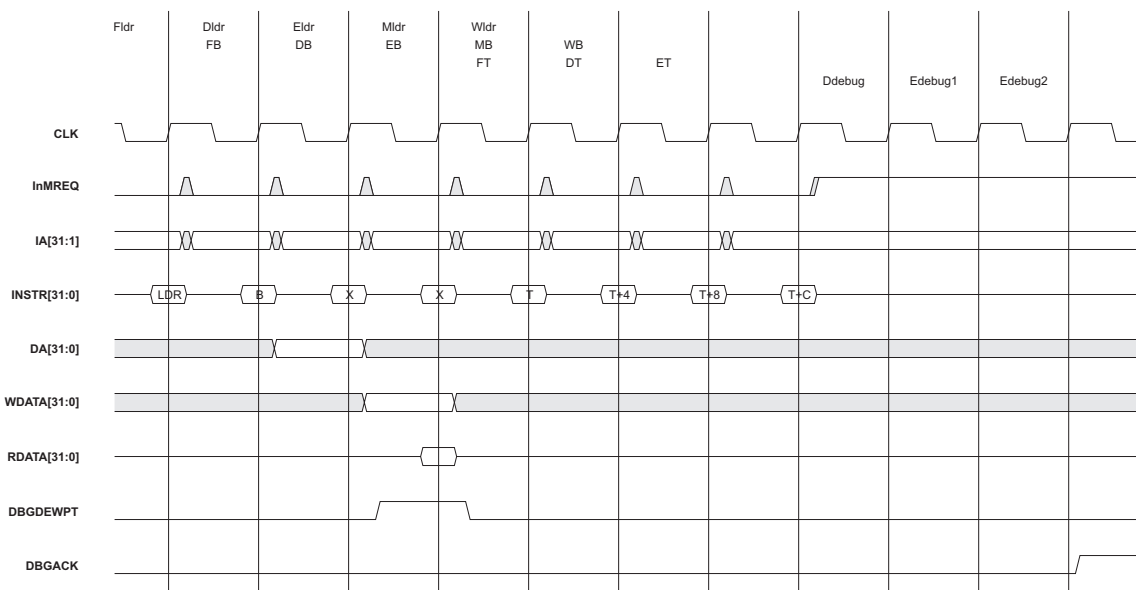 Fldr Dldr Eldr Mldr Wldr
FB DB EB MB WB
FT DT ET
Ddebug Edebug1 Edebug2
CLK
InMREQ
IA[31:1]
INSTR[31:0] LDR B X X T T+4 T+8 T+C
DA[31:0]
WDATA[31:0]
RDATA[31:0]
DBGDEWPT
DBGACK